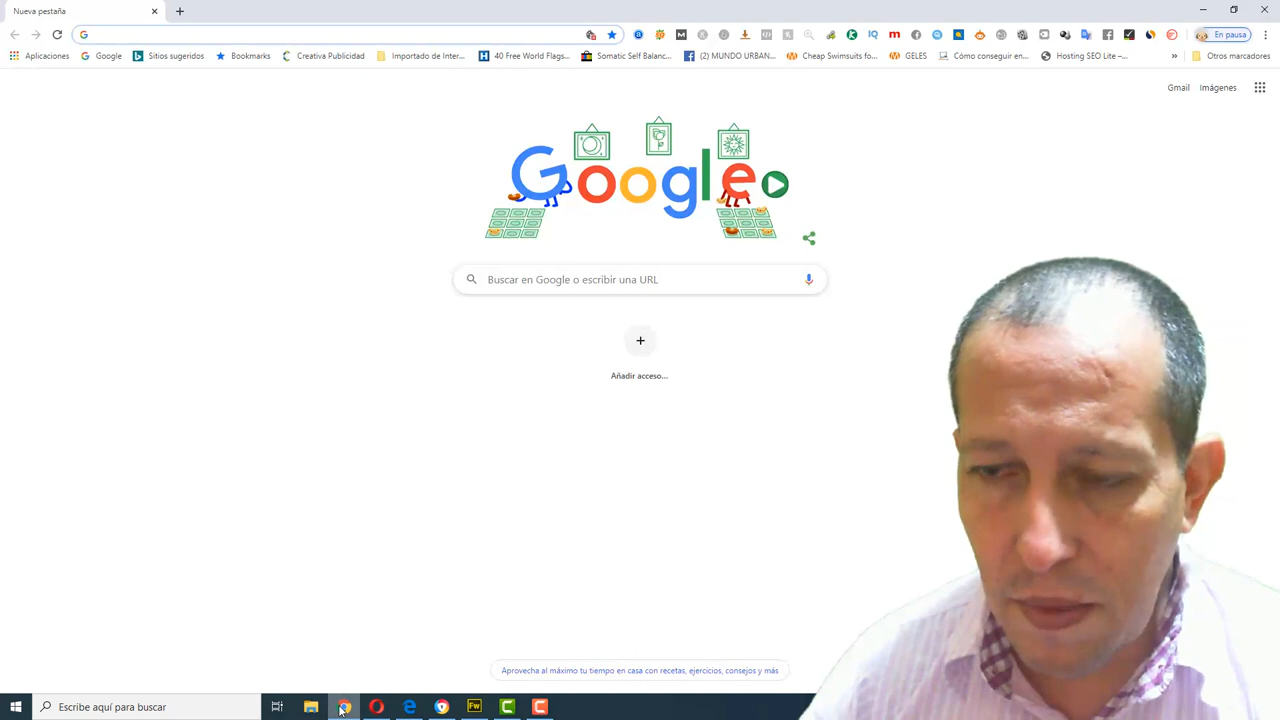 Nueva pestaña
En pausa
Aplicaciones
Google
Sitios sugeridos
Bookmarks
Creativa Publicidad
Importado de Inter...
40 Free World Flags...
Somatic Self Balanc...
(2) MUNDO URBAN...
Cheap Swimsuits fo...
GELES
Cómo conseguir en...
Hosting SEO Lite –...
»
Otros marcadores
Gmail
Imágenes
Google
Buscar en Google o escribir una URL
Añadir acceso...
Aprovecha al máximo tu tiempo en casa con recetas, ejercicios, consejos y más
Escribe aquí para buscar
Fw